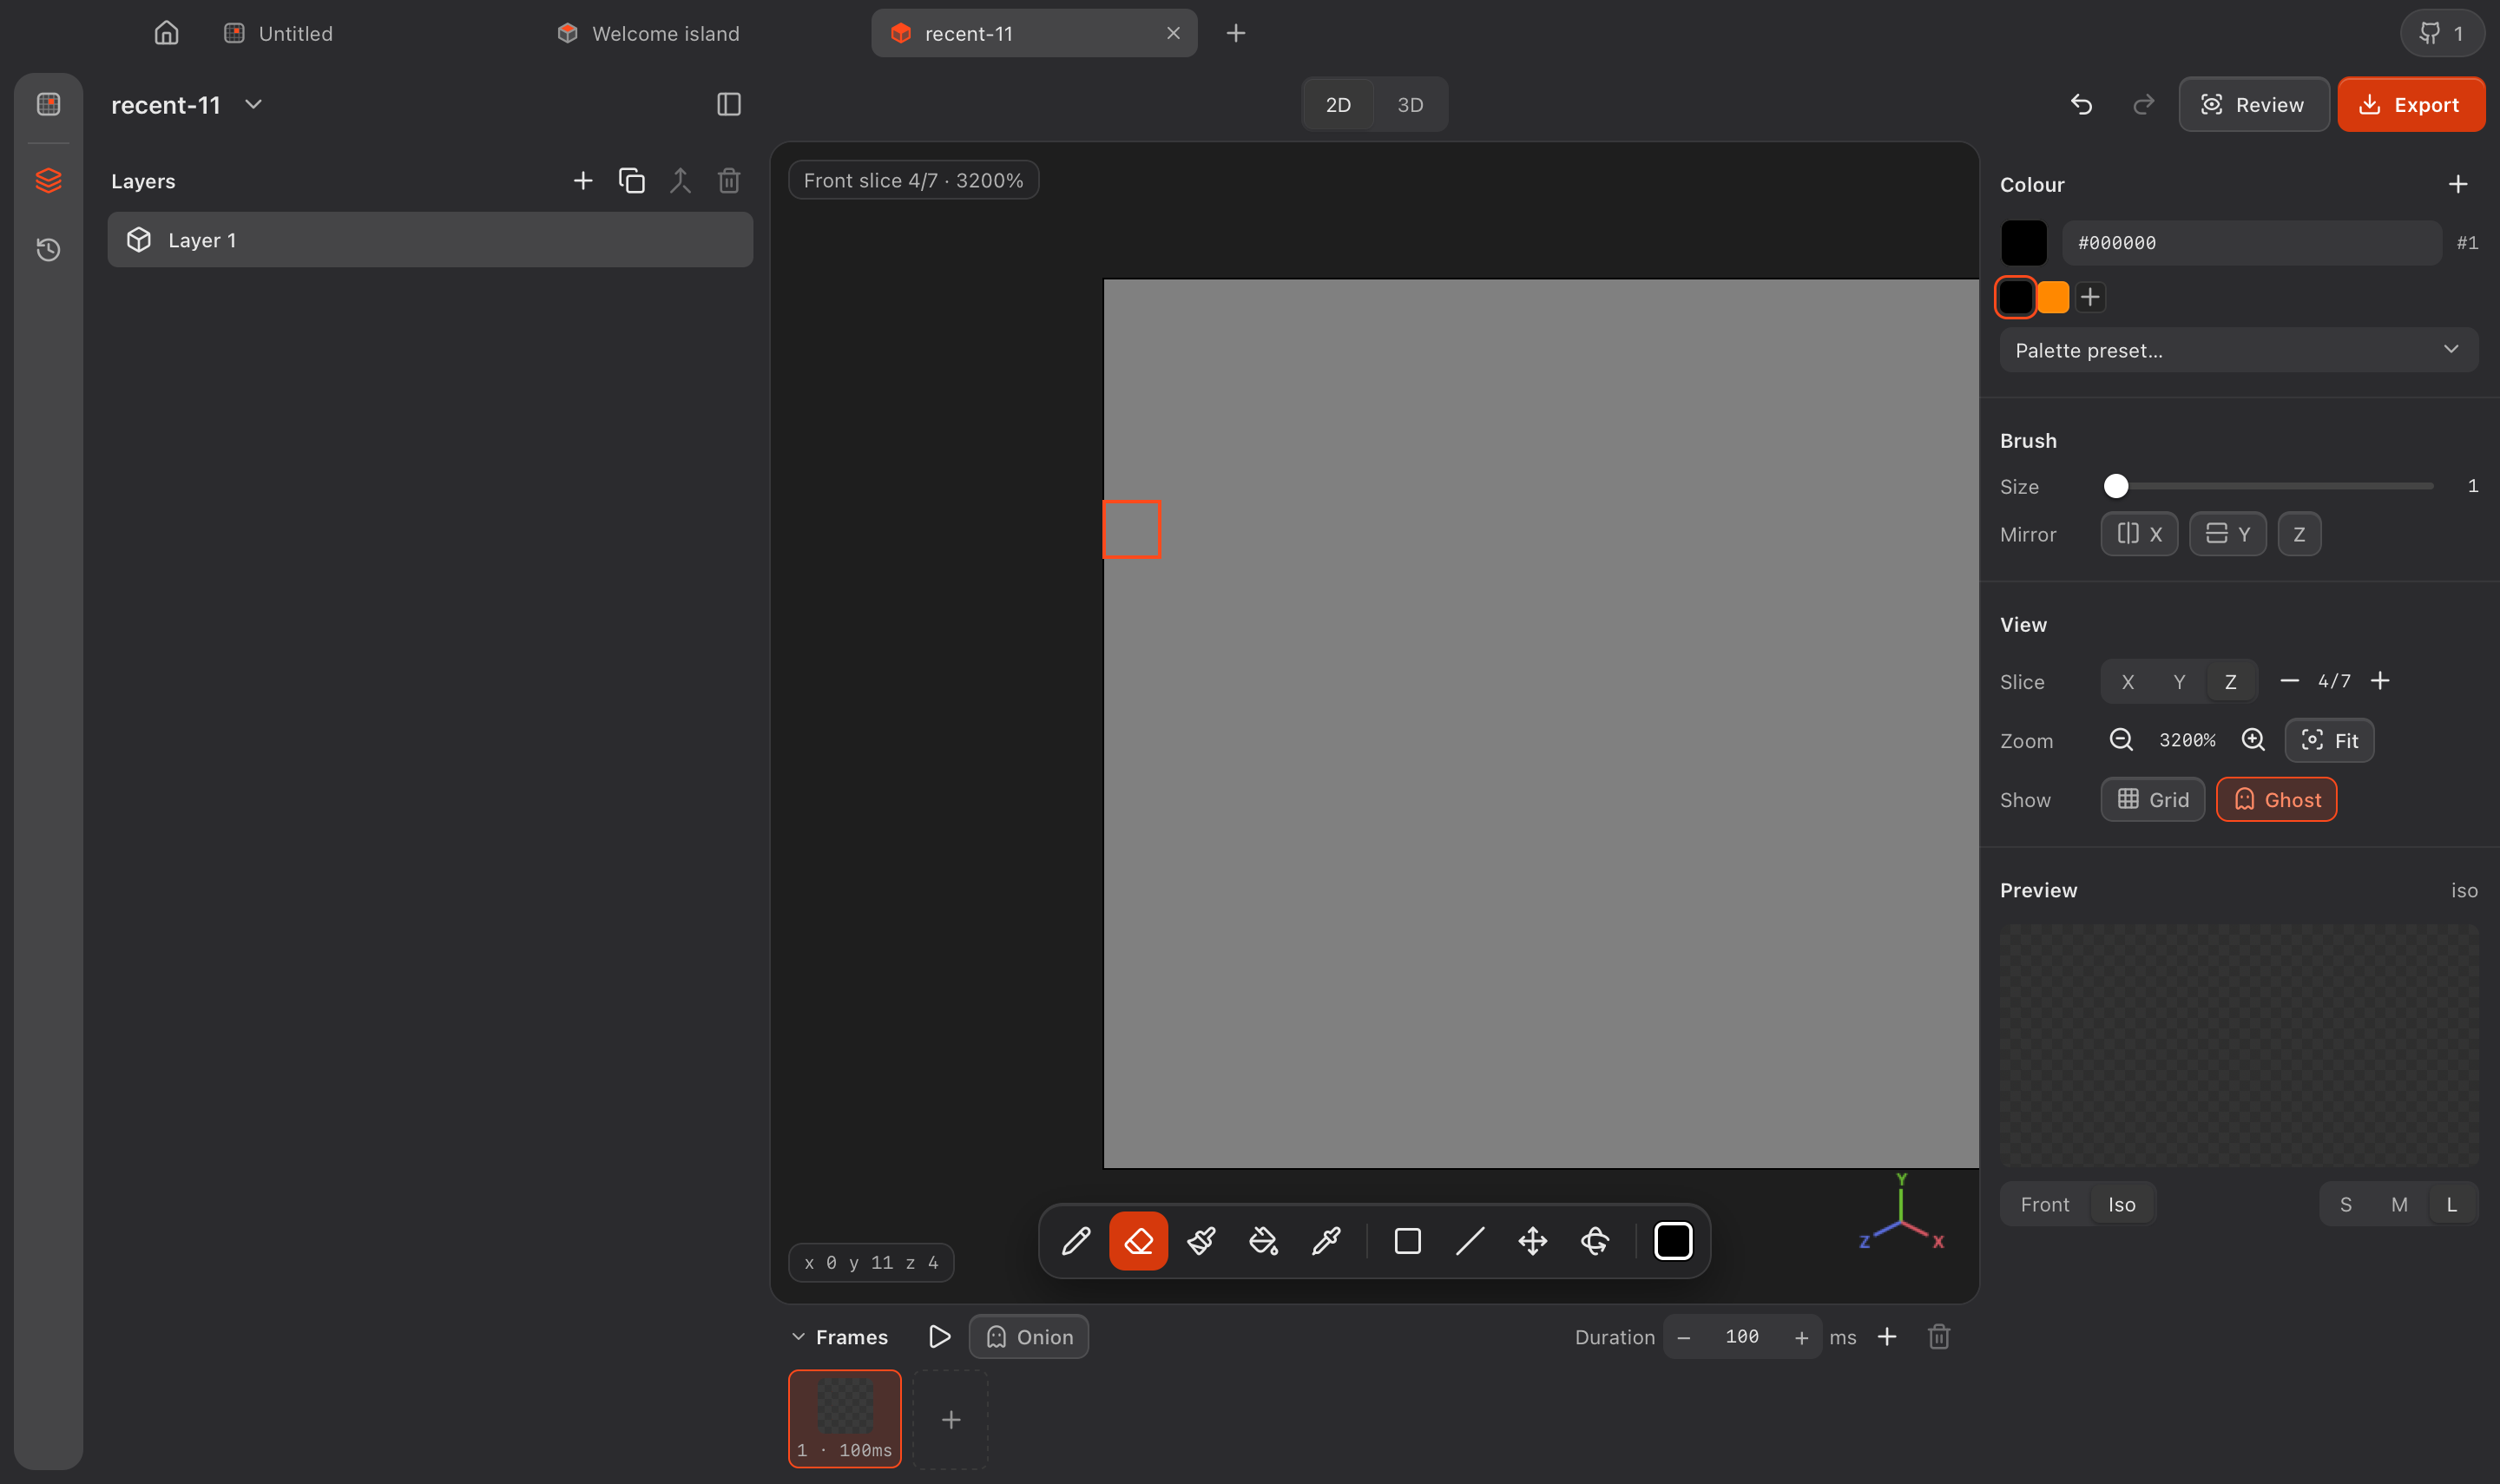 Untitled
Welcome island
recent-11
1
recent-11
2D
3D
Review
Export
Layers
Layer 1
Front slice 4/7 · 3200%
x 0 y 11 z 4
Y
Z
X
Colour
#000000
#1
Palette preset...
Brush
Size
1
Mirror
X
Y
Z
View
Slice
X
Y
Z
4/7
Zoom
3200%
Fit
Show
Grid
Ghost
Preview
iso
Front
Iso
S
M
L
Frames
Onion
Duration
100
ms
1 · 100ms